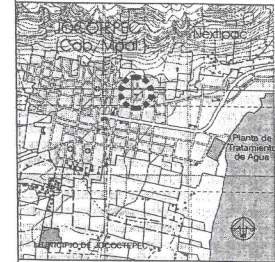 JOCOTEPEC
(Cab. Mpal.)
Nextipac
Planta de
Tratamiento
de Agua
MUNICIPIO DE JOCOTEPEC